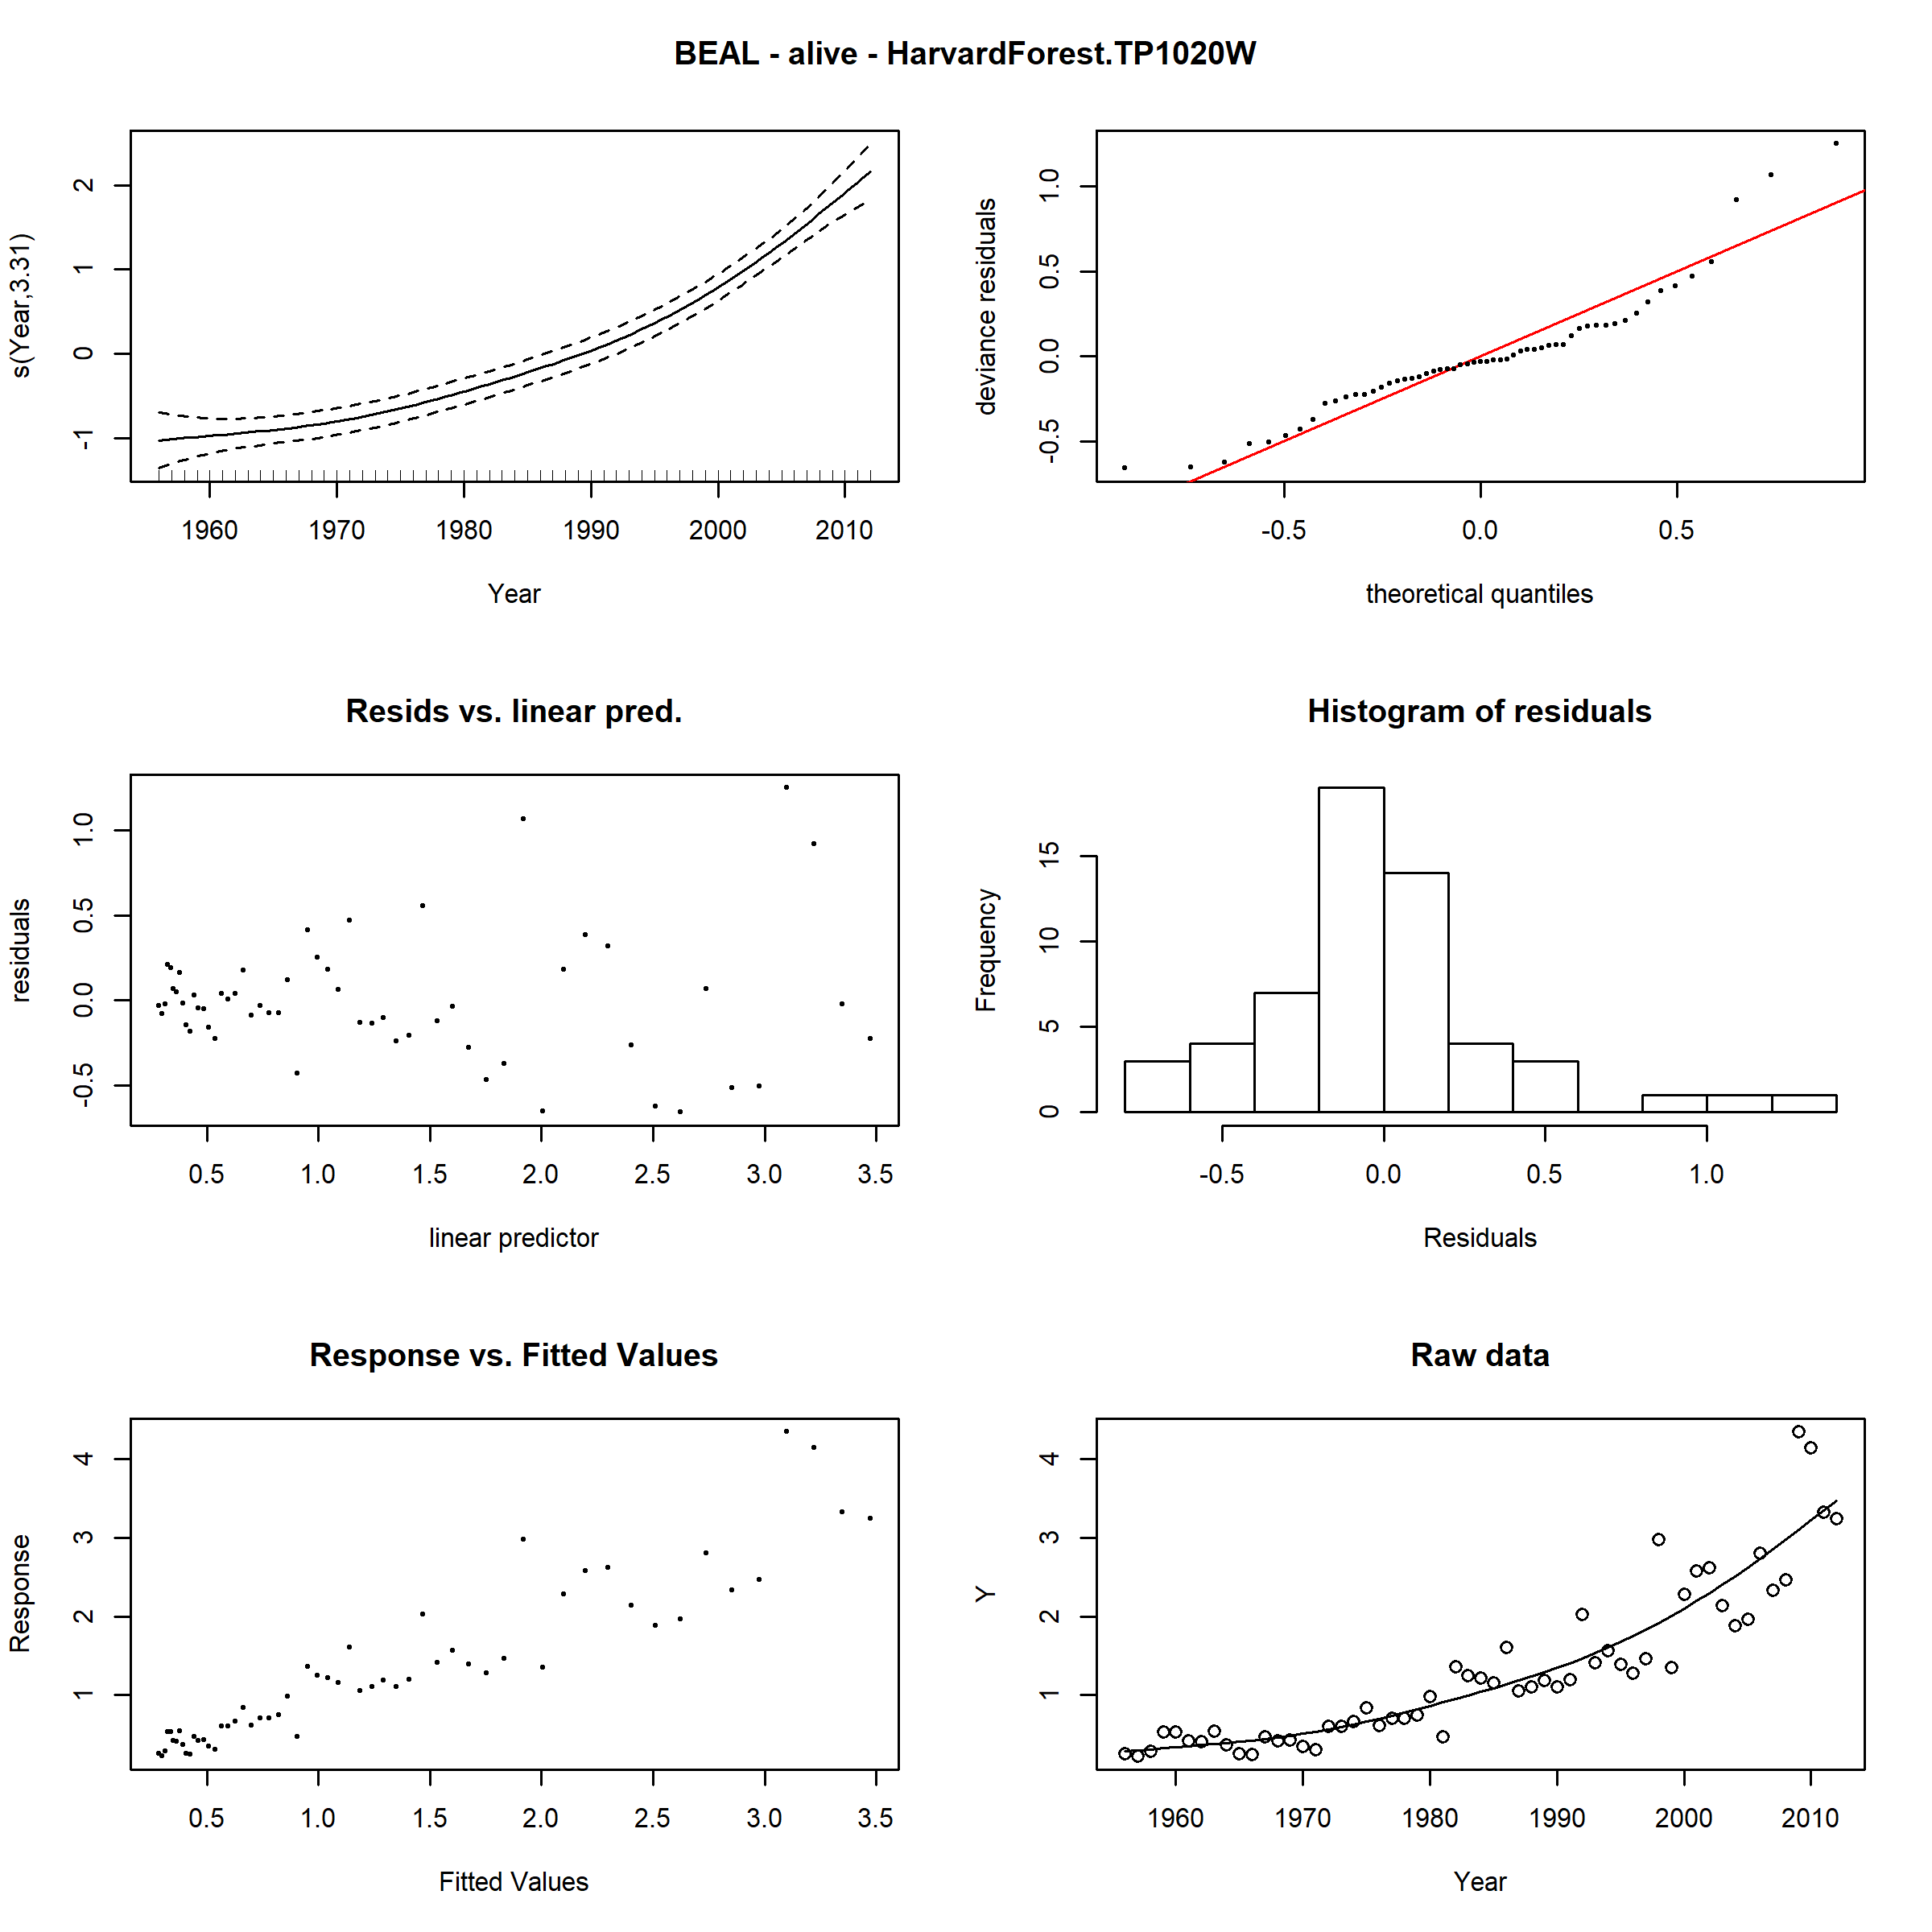 BEAL - alive - HarvardForest.TP1020W
s(Year,3.31)
-1 0 1 2
1960 1970 1980 1990 2000 2010
Year
deviance residuals
-0.5 0.0 0.5 1.0
-0.5 0.0 0.5
theoretical quantiles
Resids vs. linear pred.
residuals
-0.5 0.0 0.5 1.0
0.5 1.0 1.5 2.0 2.5 3.0 3.5
linear predictor
Histogram of residuals
Frequency
0 5 10 15
-0.5 0.0 0.5 1.0
Residuals
Response vs. Fitted Values
Response
1 2 3 4
0.5 1.0 1.5 2.0 2.5 3.0 3.5
Fitted Values
Raw data
Y
1 2 3 4
1960 1970 1980 1990 2000 2010
Year